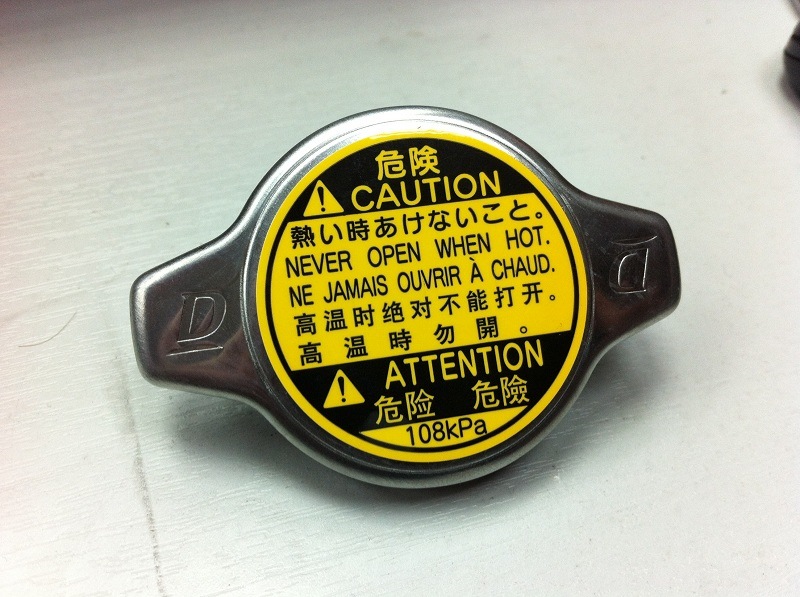 危険
CAUTION
熱い時あけないこと。
NEVER OPEN WHEN HOT.
NE JAMAIS OUVRIR À CHAUD.
高温时绝对不能打开。
高温時勿開。
ATTENTION
危险 危險
108kPa
D
D